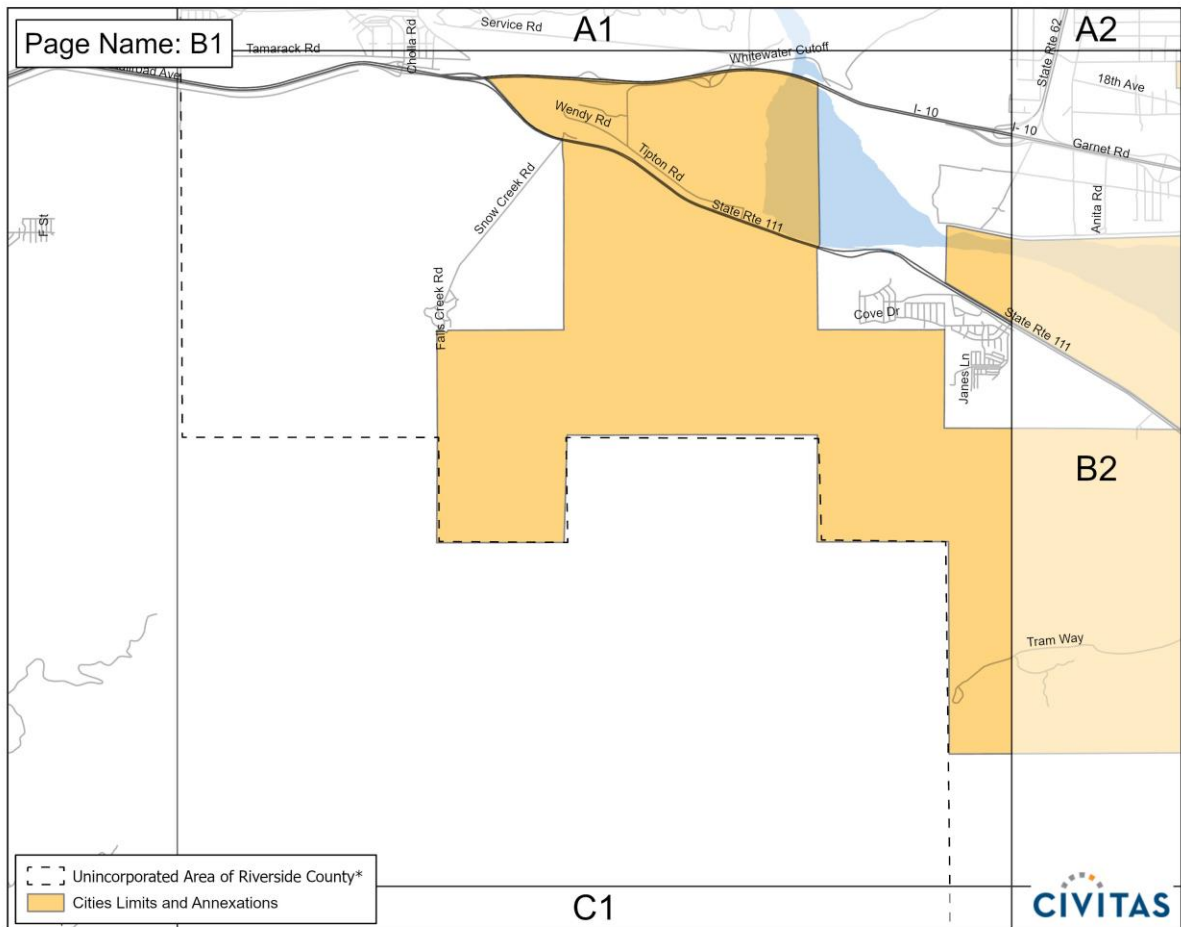 A1
A2
Page Name: B1
Service Rd
State Rte 62
Tamarack Rd
Cholla Rd
Whitewater Cutoff
18th Ave
I- 10
I- 10
Garnet Rd
Wendy Rd
Tipton Rd
Snow Creek Rd
State Rte 111
Anita Rd
F St
Falls Creek Rd
Cove Dr
State Rte 111
Janes Ln
B2
Tram Way
Unincorporated Area of Riverside County*
Cities Limits and Annexations
C1
CIVITAS